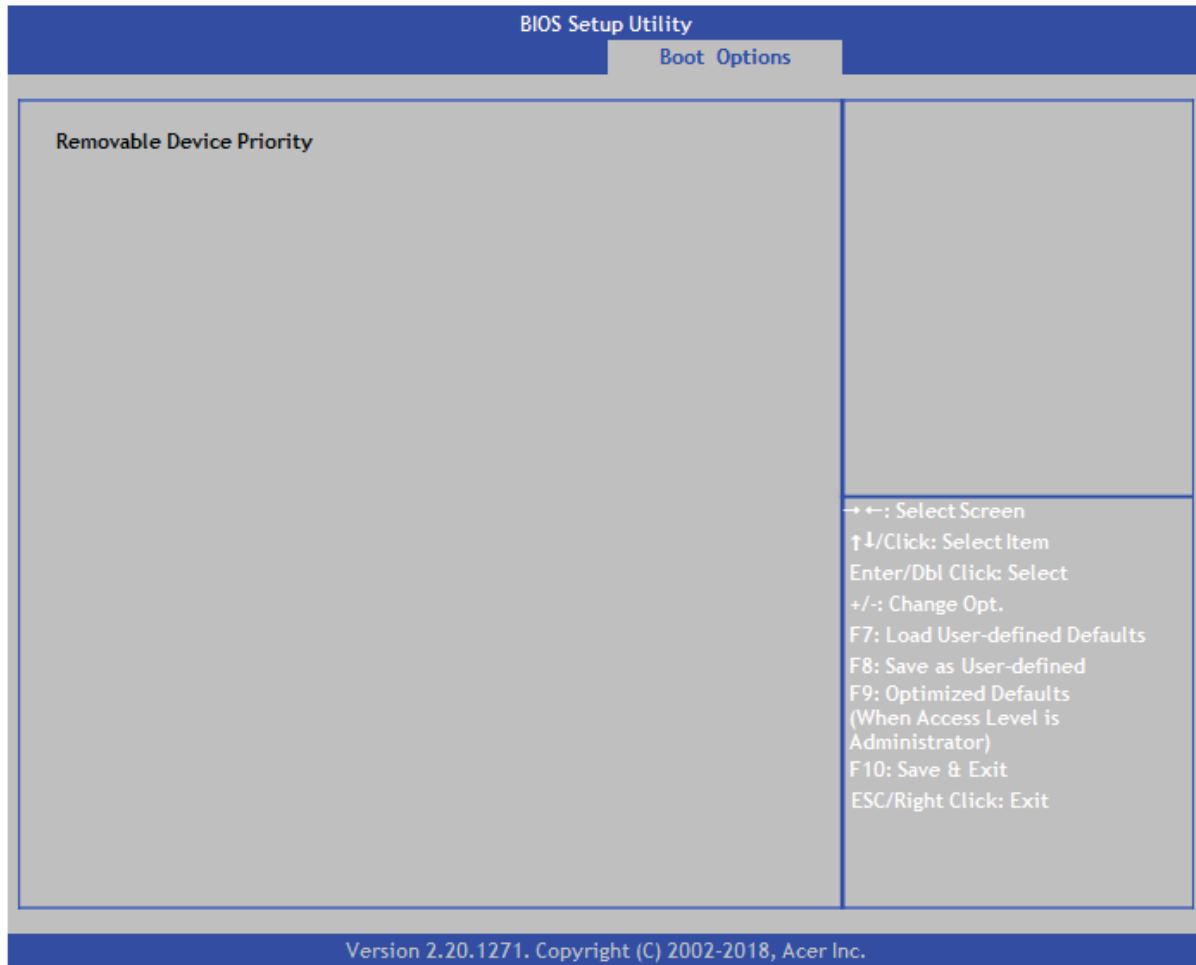 BIOS Setup Utility
Boot Options
Removable Device Priority
→ ←: Select Screen
↑↓/Click: Select Item
Enter/Dbl Click: Select
+/-: Change Opt.
F7: Load User-defined Defaults
F8: Save as User-defined
F9: Optimized Defaults
(When Access Level is
Administrator)
F10: Save & Exit
ESC/Right Click: Exit
Version 2.20.1271. Copyright (C) 2002-2018, Acer Inc.